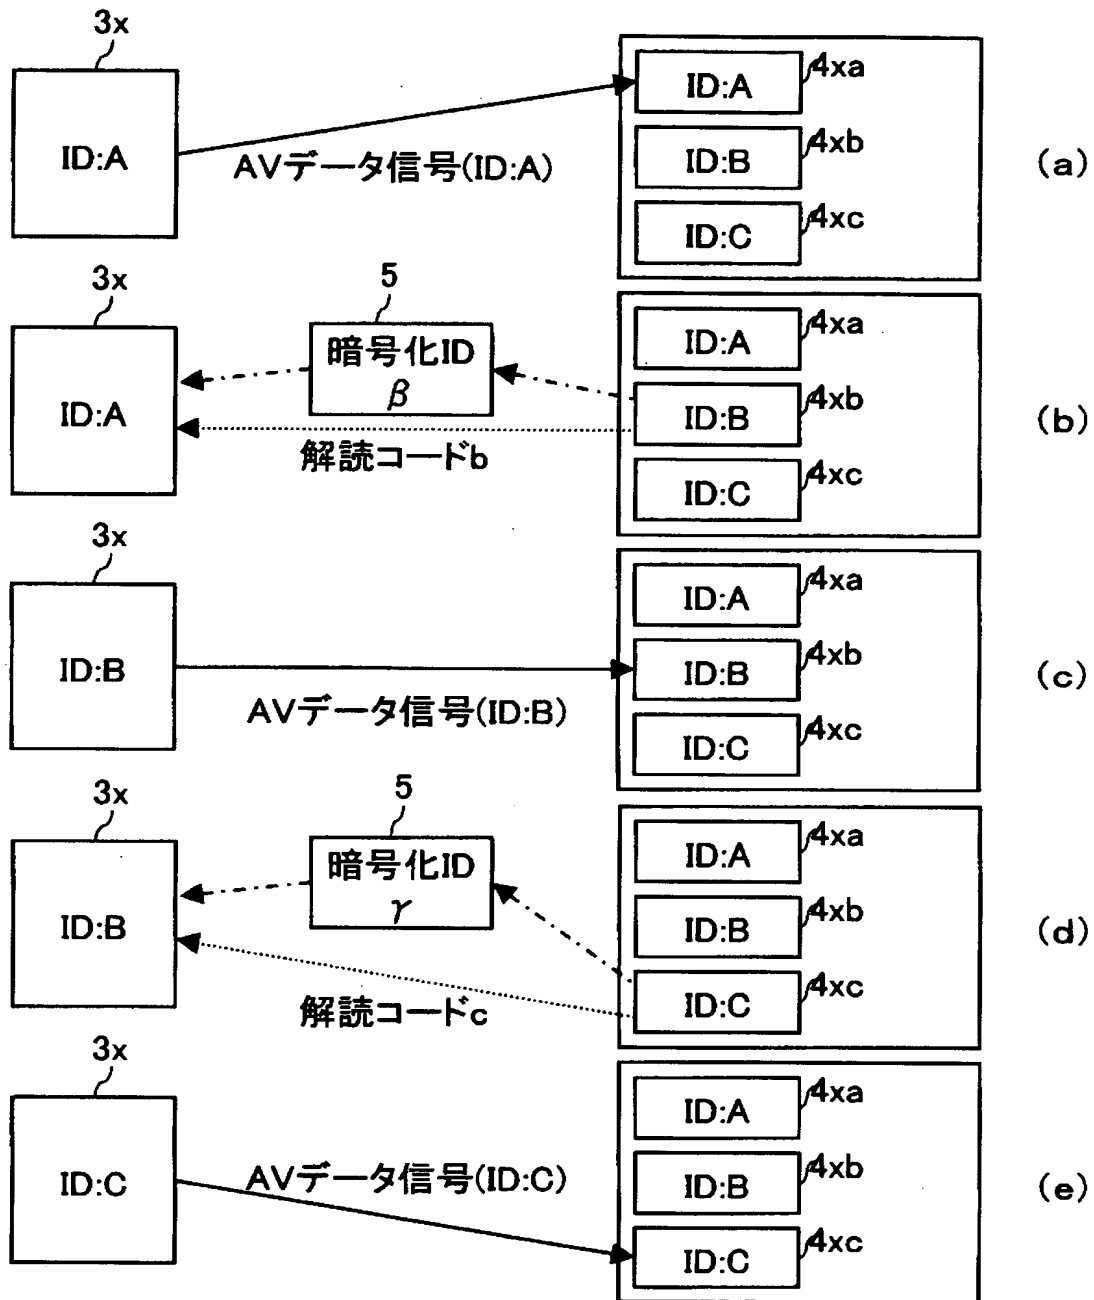 3x
ID:A
AVデータ信号(ID:A)
ID:A
4xa
ID:B
4xb
ID:C
4xc
(a)
3x
ID:A
5
暗号化ID
β
解読コードb
ID:A
4xa
ID:B
4xb
ID:C
4xc
(b)
3x
ID:B
AVデータ信号(ID:B)
ID:A
4xa
ID:B
4xb
ID:C
4xc
(c)
3x
ID:B
5
暗号化ID
γ
解読コードc
ID:A
4xa
ID:B
4xb
ID:C
4xc
(d)
3x
ID:C
AVデータ信号(ID:C)
ID:A
4xa
ID:B
4xb
ID:C
4xc
(e)